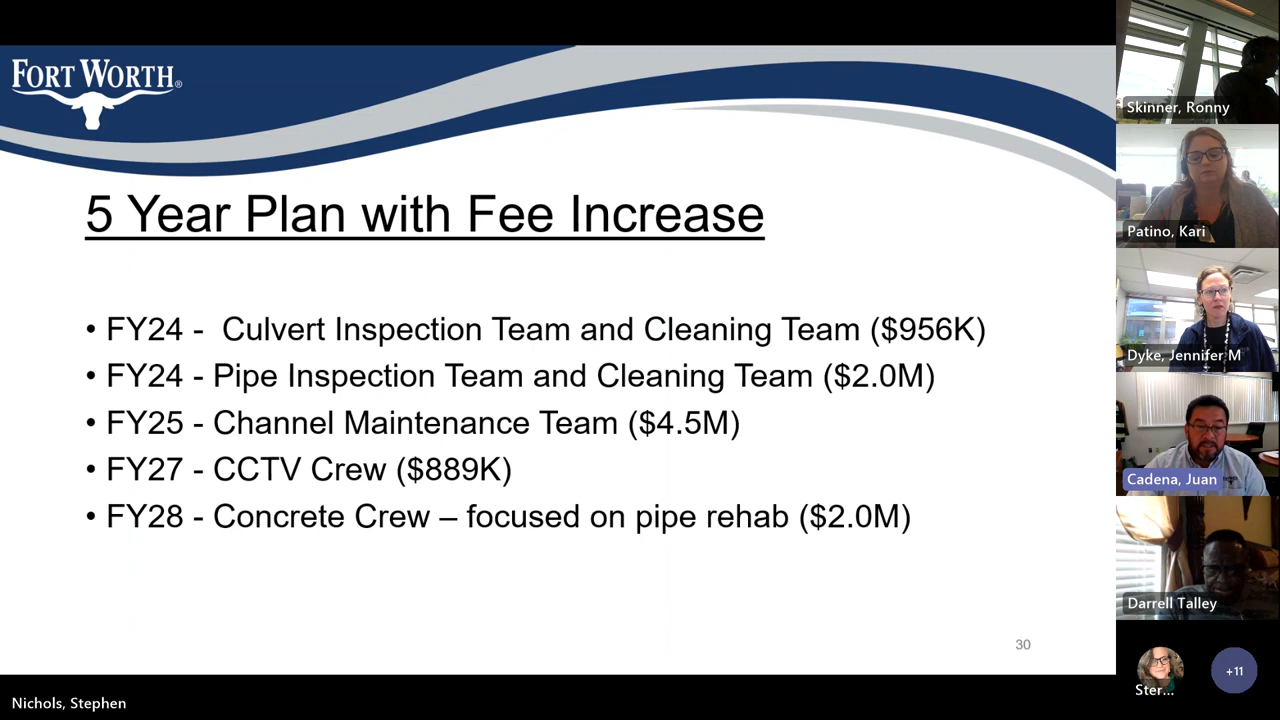 FORT WORTH®
5 Year Plan with Fee Increase
• FY24 - Culvert Inspection Team and Cleaning Team ($956K)
• FY24 - Pipe Inspection Team and Cleaning Team ($2.0M)
• FY25 - Channel Maintenance Team ($4.5M)
• FY27 - CCTV Crew ($889K)
• FY28 - Concrete Crew – focused on pipe rehab ($2.0M)
30
Nichols, Stephen
Skinner, Ronny
Patino, Kari
Dyke, Jennifer M
Cadena, Juan
Darrell Talley
Ster...
+11